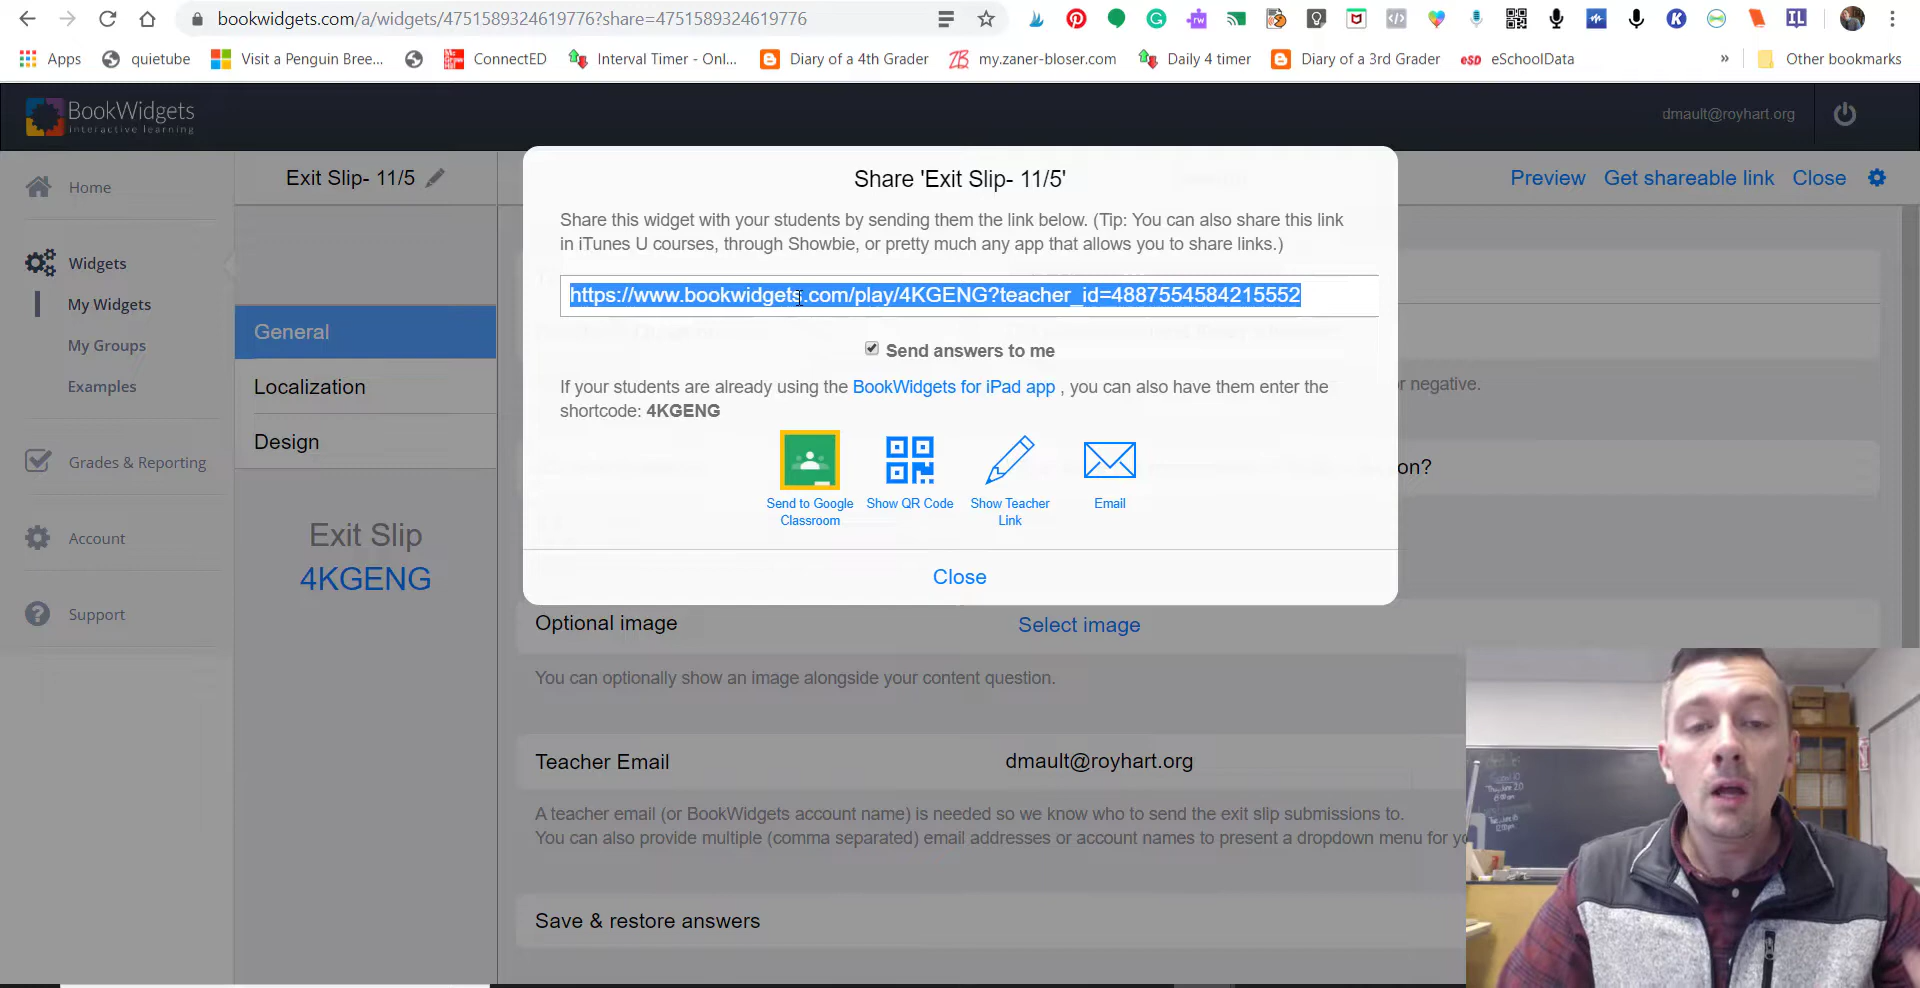 bookwidgets.com/a/widgets/4751589324619776?share=4751589324619776
Apps
quietube
Visit a Penguin Bree...
ConnectED
Interval Timer - Onl...
Diary of a 4th Grader
my.zaner-bloser.com
Daily 4 timer
Diary of a 3rd Grader
esd eSchoolData
»
Other bookmarks
BookWidgets
interactive learning
dmault@royhart.org
Home
Exit Slip- 11/5
Share 'Exit Slip- 11/5'
Preview
Get shareable link
Close
Share this widget with your students by sending them the link below. (Tip: You can also share this link
in iTunes U courses, through Showbie, or pretty much any app that allows you to share links.)
Widgets
My Widgets
My Groups
Examples
https://www.bookwidgets.com/play/4KGENG?teacher_id=4887554584215552
General
Localization
Design
Send answers to me
If your students are already using the BookWidgets for iPad app , you can also have them enter the
shortcode: 4KGENG
or negative.
on?
Grades & Reporting
Send to Google
Classroom
Show QR Code
Show Teacher
Link
Email
Account
Exit Slip
4KGENG
Close
Support
Optional image
Select image
You can optionally show an image alongside your content question.
Teacher Email
dmault@royhart.org
A teacher email (or BookWidgets account name) is needed so we know who to send the exit slip submissions to.
You can also provide multiple (comma separated) email addresses or account names to present a dropdown menu for yo
Save & restore answers